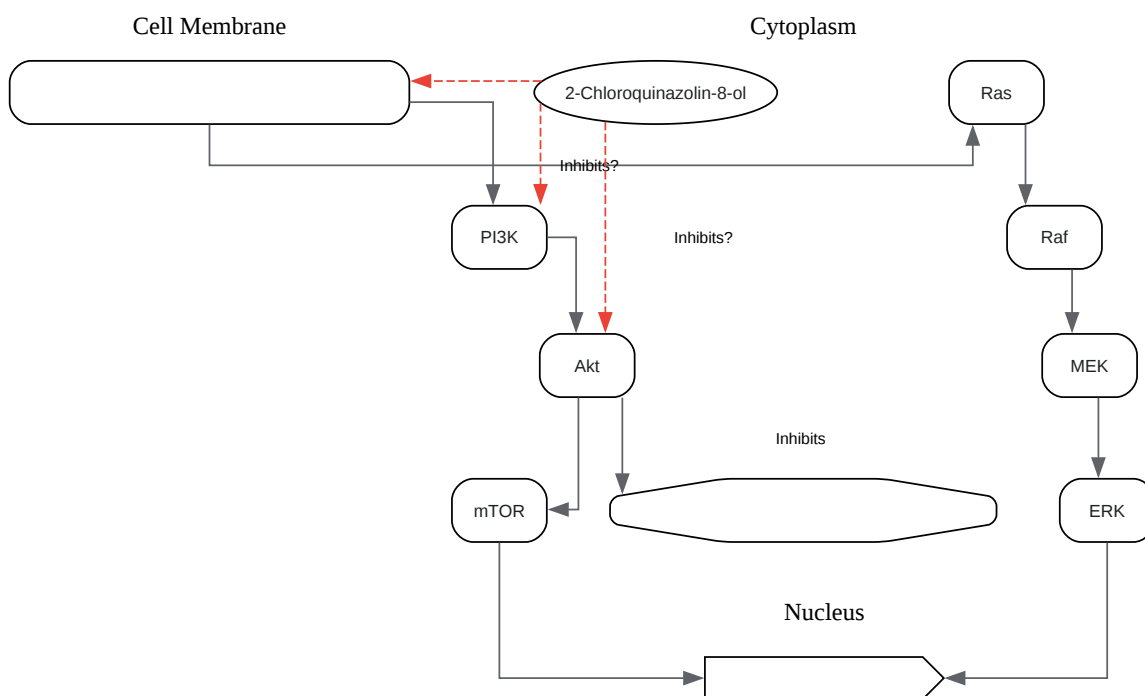 Cell Membrane
Cytoplasm
2-Chloroquinazolin-8-ol
Ras
Inhibits?
PI3K
Inhibits?
Raf
Akt
MEK
Inhibits
mTOR
ERK
Nucleus